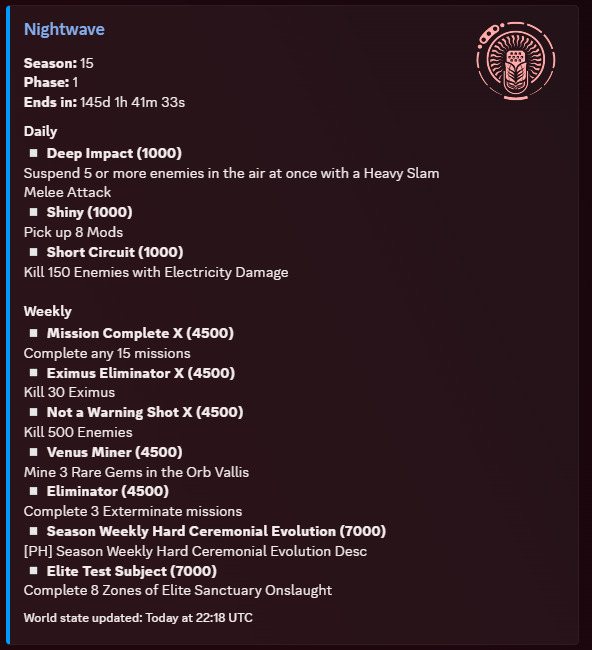 Nightwave
Season: 15
Phase: 1
Ends in: 145d 1h 41m 33s
Daily
■ Deep Impact (1000)
Suspend 5 or more enemies in the air at once with a Heavy Slam
Melee Attack
■ Shiny (1000)
Pick up 8 Mods
■ Short Circuit (1000)
Kill 150 Enemies with Electricity Damage
Weekly
■ Mission Complete X (4500)
Complete any 15 missions
■ Eximus Eliminator X (4500)
Kill 30 Eximus
■ Not a Warning Shot X (4500)
Kill 500 Enemies
■ Venus Miner (4500)
Mine 3 Rare Gems in the Orb Vallis
■ Eliminator (4500)
Complete 3 Exterminate missions
■ Season Weekly Hard Ceremonial Evolution (7000)
[PH] Season Weekly Hard Ceremonial Evolution Desc
■ Elite Test Subject (7000)
Complete 8 Zones of Elite Sanctuary Onslaught
World state updated: Today at 22:18 UTC